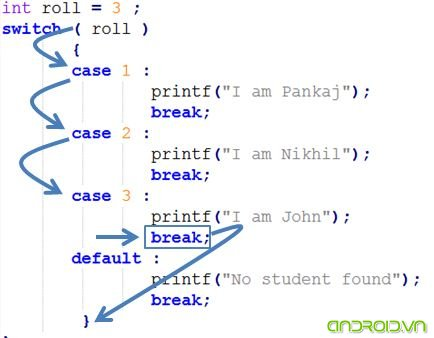 int roll = 3 ;
switch ( roll )
{
case 1 :
printf("I am Pankaj");
break;
case 2 :
printf("I am Nikhil");
break;
case 3 :
printf("I am John");
break;
default :
printf("No student found");
break;
}
ANDROID.VN